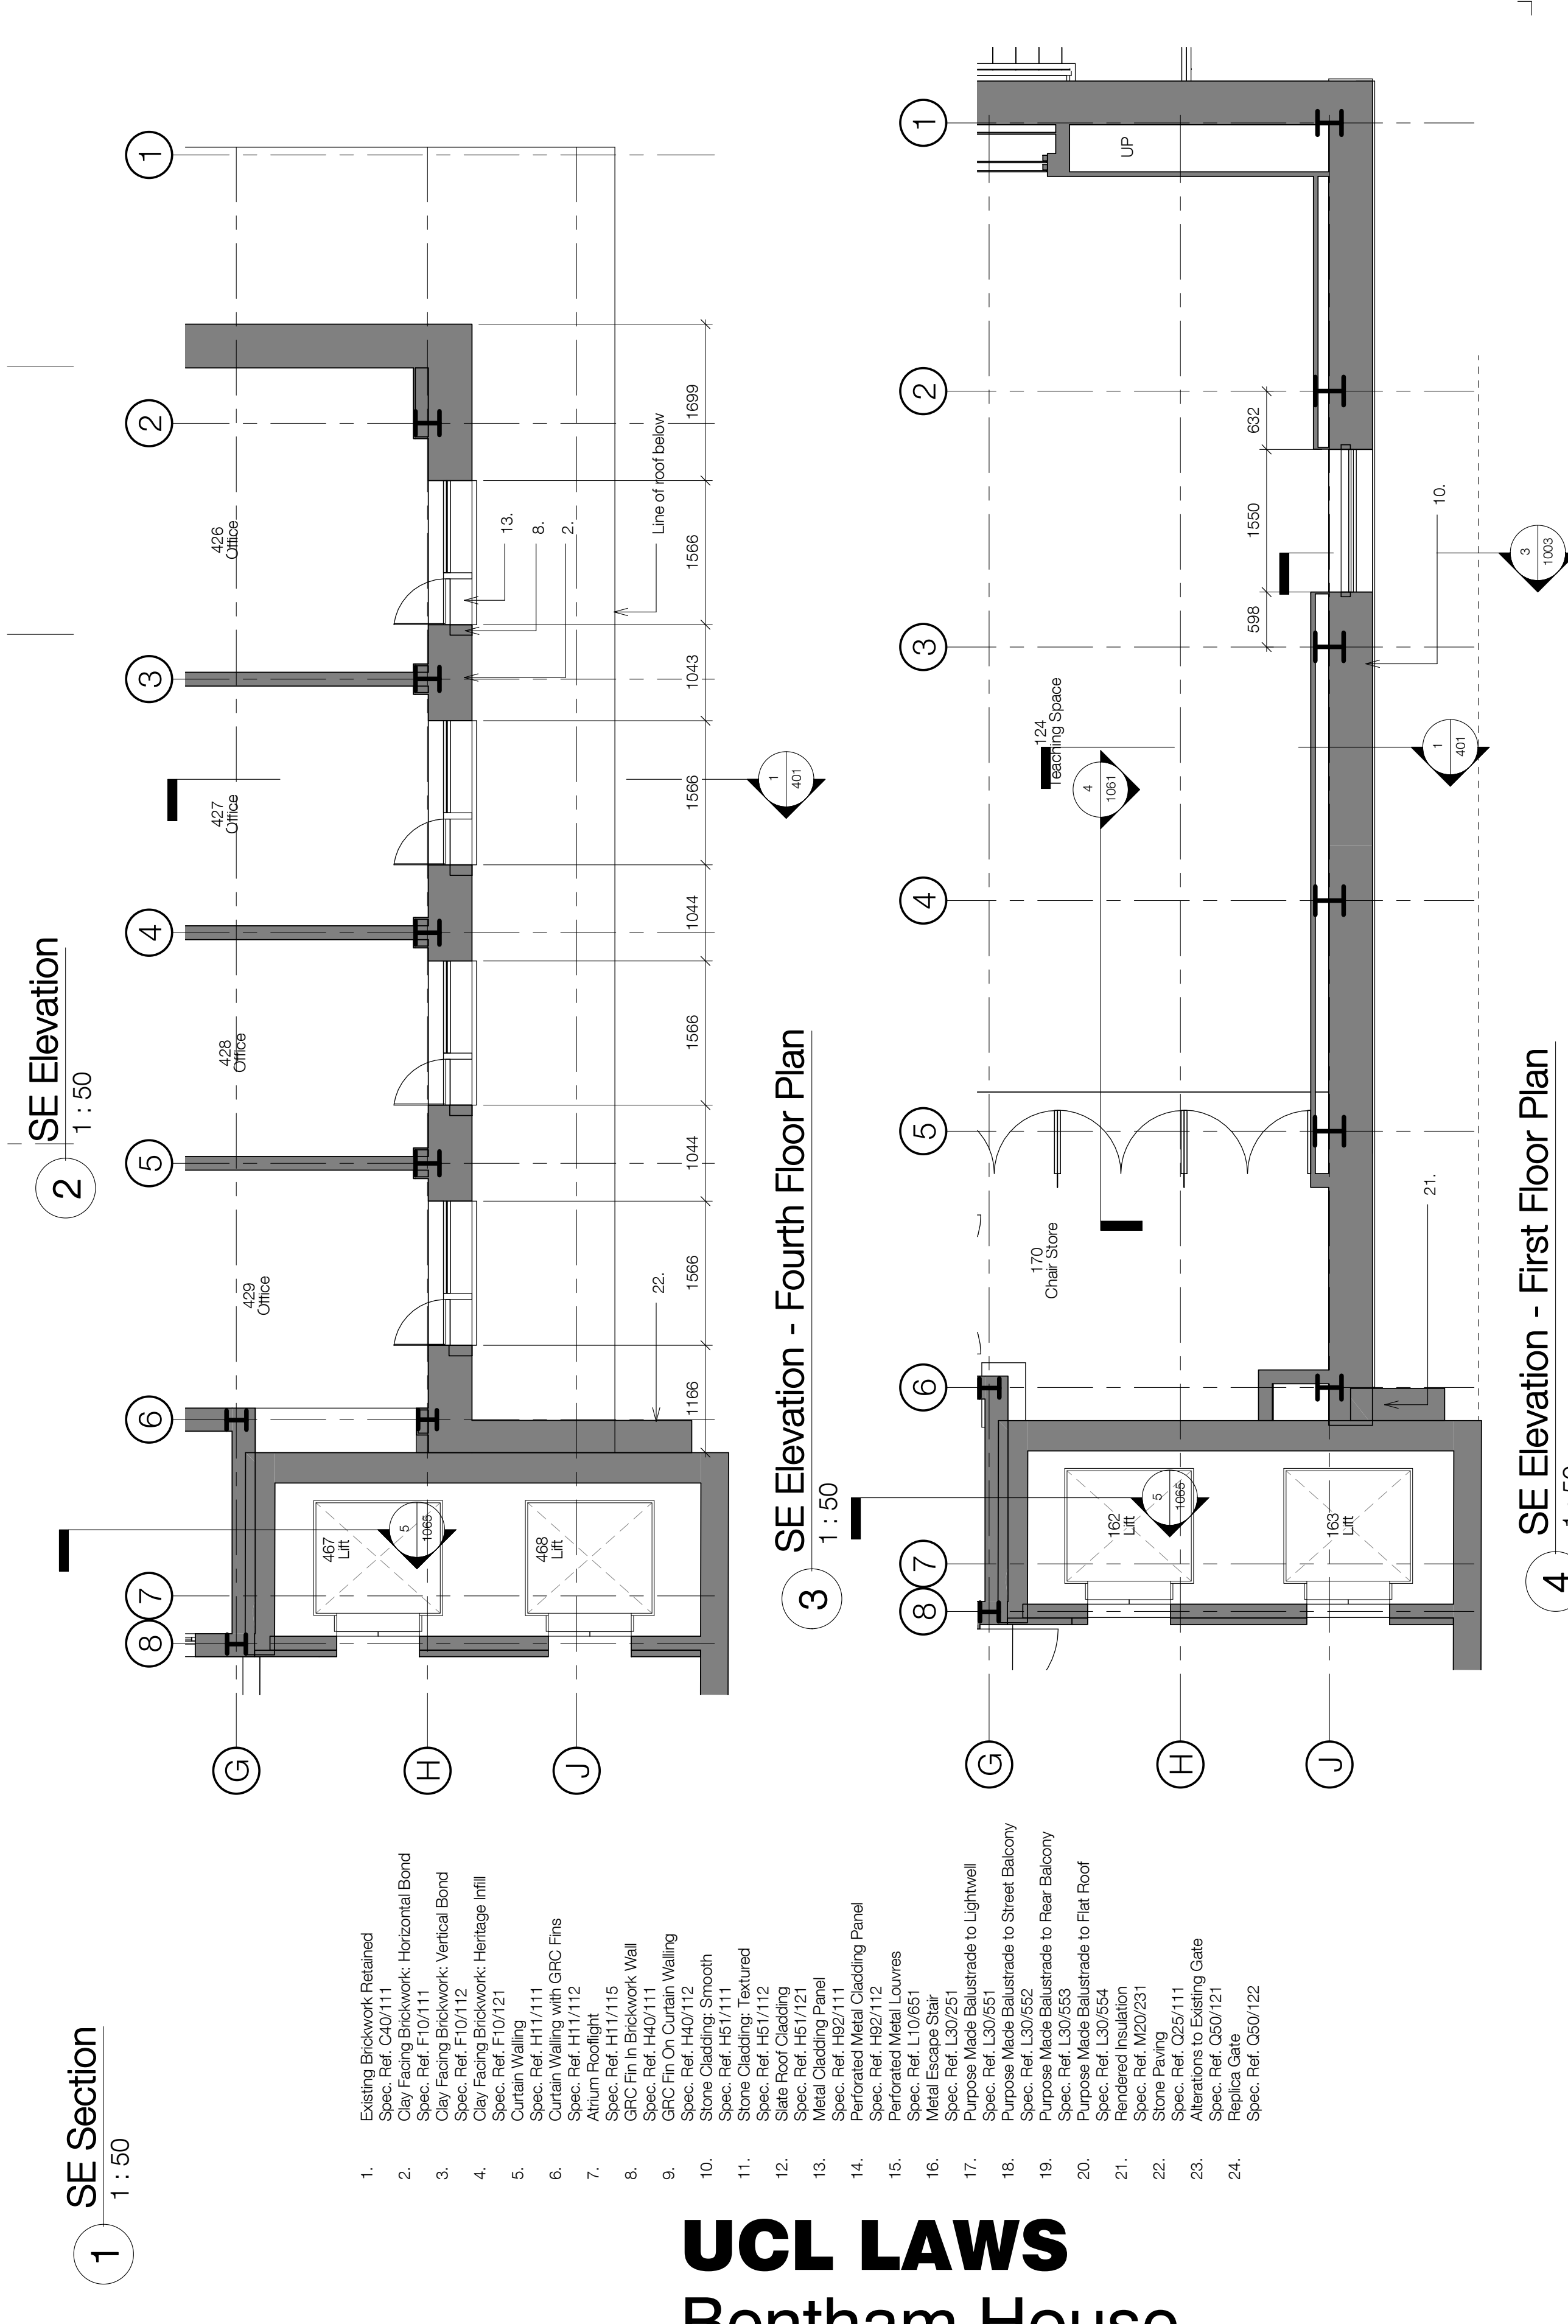 2
SE Elevation
1 : 50
1
2
3
4
5
6
7
8
G
H
J
426
Office
427
Office
428
Office
429
Office
467
Lift
468
Lift
5
1065
13.
8.
2.
Line of roof below
22.
1699
1566
1043
1566
1044
1566
1044
1566
1166
1
401
3
SE Elevation - Fourth Floor Plan
1 : 50
1
2
3
4
5
6
7
8
G
H
J
UP
124
Teaching Space
4
1061
170
Chair Store
162
Lift
163
Lift
5
1065
632
1550
598
10.
3
1003
1
401
21.
4
SE Elevation - First Floor Plan
1
SE Section
1 : 50
1. Existing Brickwork Retained
Spec. Ref. C40/111
2. Clay Facing Brickwork: Horizontal Bond
Spec. Ref. F10/111
3. Clay Facing Brickwork: Vertical Bond
Spec. Ref. F10/112
4. Clay Facing Brickwork: Heritage Infill
Spec. Ref. F10/121
5. Curtain Walling
Spec. Ref. H11/111
6. Curtain Walling with GRC Fins
Spec. Ref. H11/112
7. Atrium Rooflight
Spec. Ref. H11/115
8. GRC Fin In Brickwork Wall
Spec. Ref. H40/111
9. GRC Fin On Curtain Walling
Spec. Ref. H40/112
10. Stone Cladding: Smooth
Spec. Ref. H51/111
11. Stone Cladding: Textured
Spec. Ref. H51/112
12. Slate Roof Cladding
Spec. Ref. H51/121
13. Metal Cladding Panel
Spec. Ref. H92/111
14. Perforated Metal Cladding Panel
Spec. Ref. H92/112
15. Perforated Metal Louvres
Spec. Ref. L10/651
16. Metal Escape Stair
Spec. Ref. L30/251
17. Purpose Made Balustrade to Lightwell
Spec. Ref. L30/551
18. Purpose Made Balustrade to Street Balcony
Spec. Ref. L30/552
19. Purpose Made Balustrade to Rear Balcony
Spec. Ref. L30/553
20. Purpose Made Balustrade to Flat Roof
Spec. Ref. L30/554
21. Rendered Insulation
Spec. Ref. M20/231
22. Stone Paving
Spec. Ref. Q25/111
23. Alterations to Existing Gate
Spec. Ref. Q50/121
24. Replica Gate
Spec. Ref. Q50/122
UCL LAWS
Bentham House